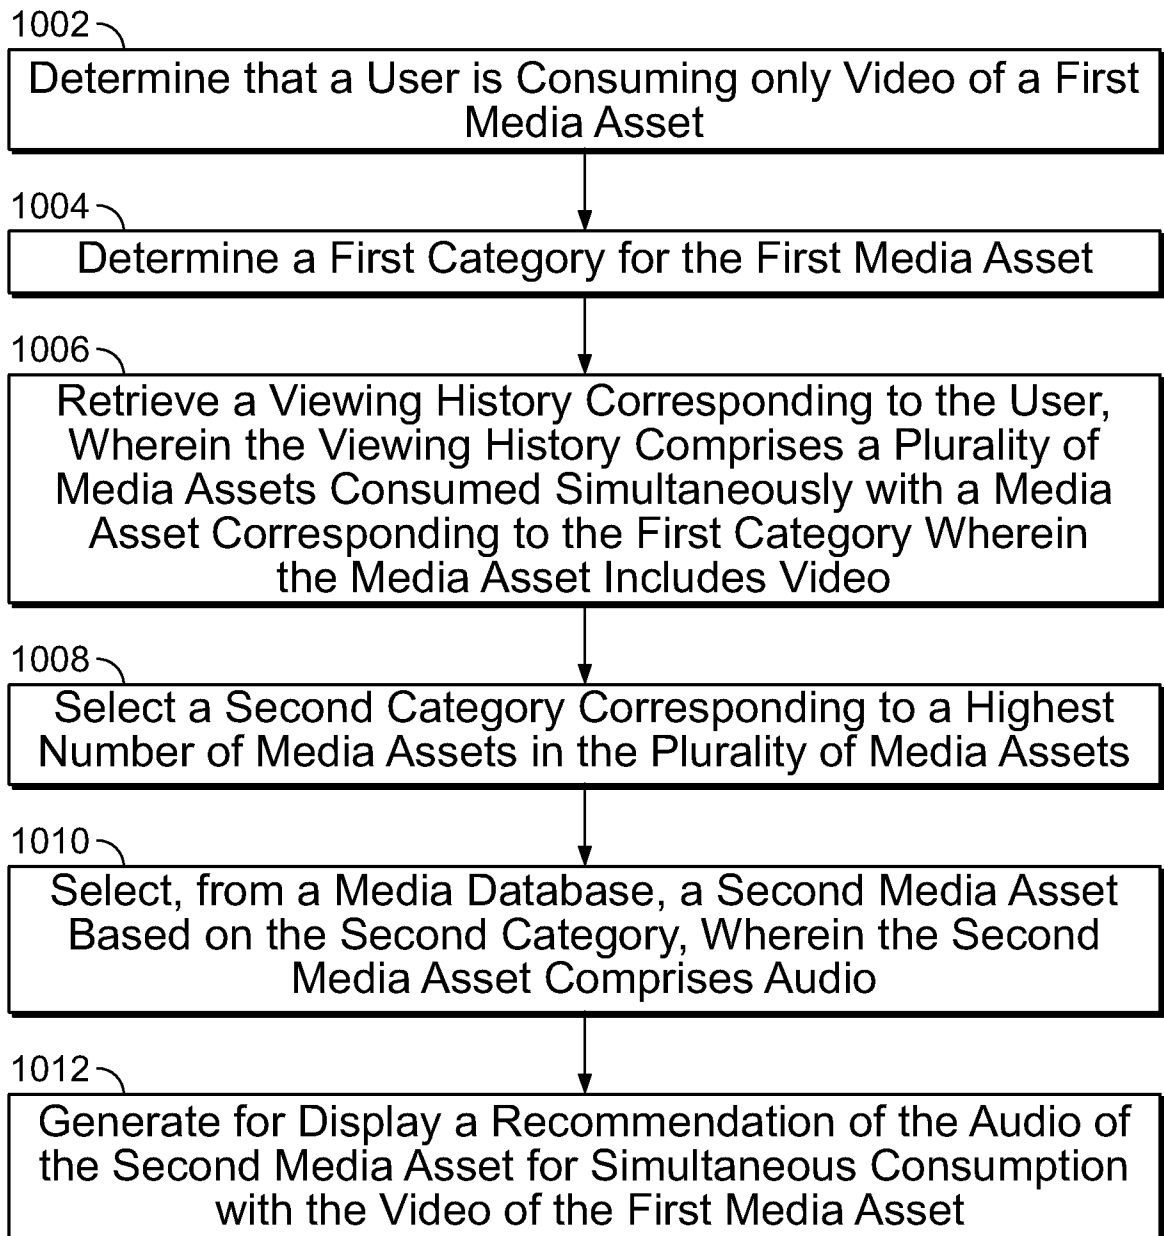 1002
Determine that a User is Consuming only Video of a First
Media Asset
1004
Determine a First Category for the First Media Asset
1006
Retrieve a Viewing History Corresponding to the User,
Wherein the Viewing History Comprises a Plurality of
Media Assets Consumed Simultaneously with a Media
Asset Corresponding to the First Category Wherein
the Media Asset Includes Video
1008
Select a Second Category Corresponding to a Highest
Number of Media Assets in the Plurality of Media Assets
1010
Select, from a Media Database, a Second Media Asset
Based on the Second Category, Wherein the Second
Media Asset Comprises Audio
1012
Generate for Display a Recommendation of the Audio of
the Second Media Asset for Simultaneous Consumption
with the Video of the First Media Asset